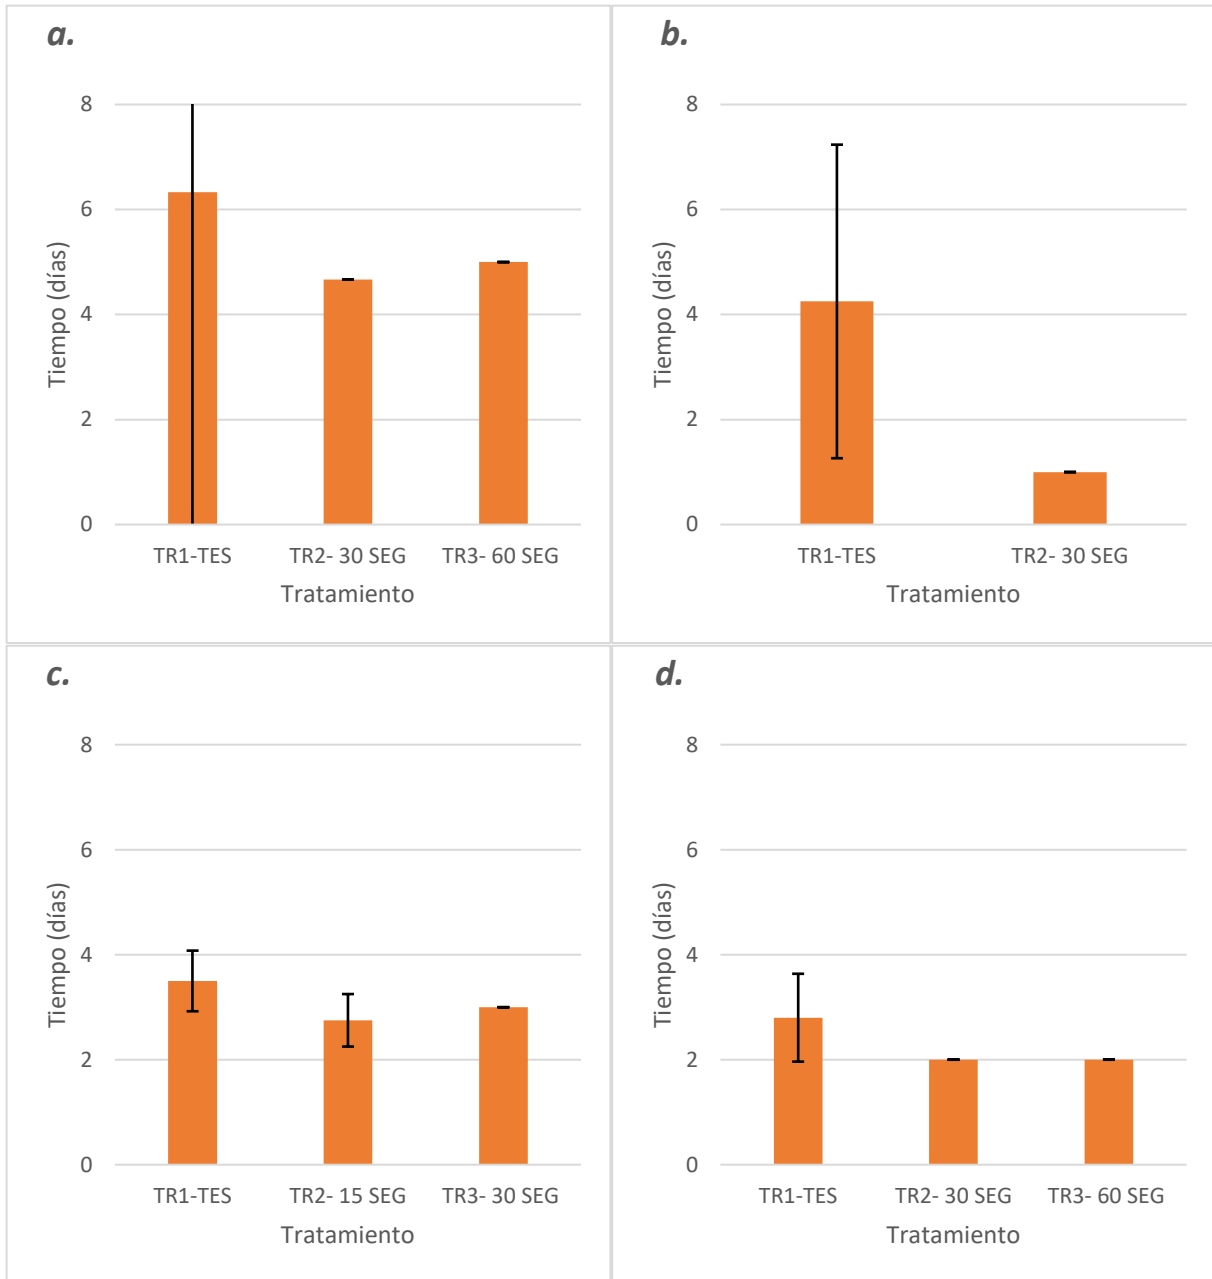 a.
8
6
4
2
0
Tiempo (días)
TR1-TES TR2- 30 SEG TR3- 60 SEG
Tratamiento
b.
8
6
4
2
0
Tiempo (días)
TR1-TES TR2- 30 SEG
Tratamiento
c.
8
6
4
2
0
Tiempo (días)
TR1-TES TR2- 15 SEG TR3- 30 SEG
Tratamiento
d.
8
6
4
2
0
Tiempo (días)
TR1-TES TR2- 30 SEG TR3- 60 SEG
Tratamiento